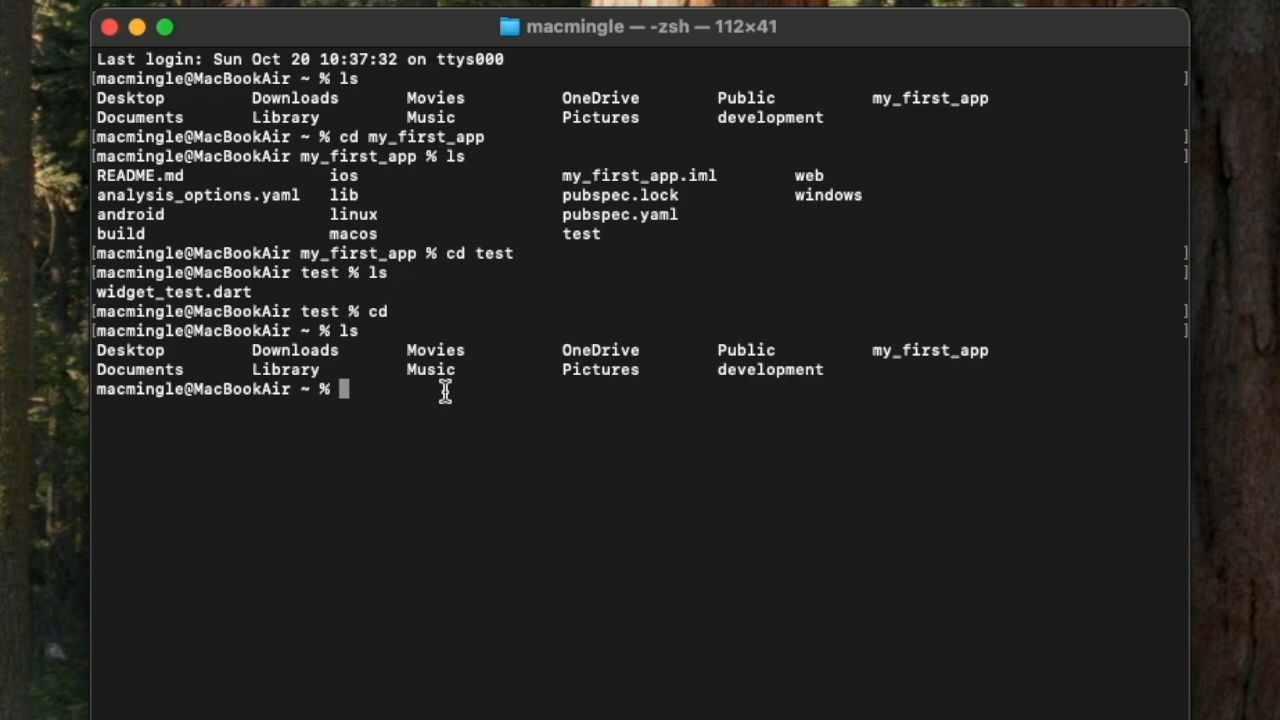 macmingle — -zsh — 112×41
Last login: Sun Oct 20 10:37:32 on ttys000
[macmingle@MacBookAir ~ % ls ]
Desktop Downloads Movies OneDrive Public my_first_app
Documents Library Music Pictures development
[macmingle@MacBookAir ~ % cd my_first_app ]
[macmingle@MacBookAir my_first_app % ls ]
README.md ios my_first_app.iml web
analysis_options.yaml lib pubspec.lock windows
android linux pubspec.yaml
build macos test
[macmingle@MacBookAir my_first_app % cd test ]
[macmingle@MacBookAir test % ls ]
widget_test.dart
[macmingle@MacBookAir test % cd ]
[macmingle@MacBookAir ~ % ls ]
Desktop Downloads Movies OneDrive Public my_first_app
Documents Library Music Pictures development
macmingle@MacBookAir ~ %